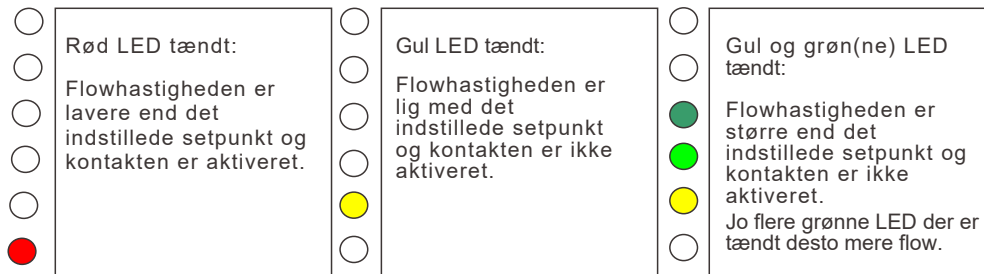 Rød LED tændt:
Flowhastigheden er
lavere end det
indstillede setpunkt og
kontakten er aktiveret.
Gul LED tændt:
Flowhastigheden er
lig med det
indstillede setpunkt
og kontakten er ikke
aktiveret.
Gul og grøn(ne) LED
tændt:
Flowhastigheden er
større end det
indstillede setpunkt og
kontakten er ikke
aktiveret.
Jo flere grønne LED der er
tændt desto mere flow.